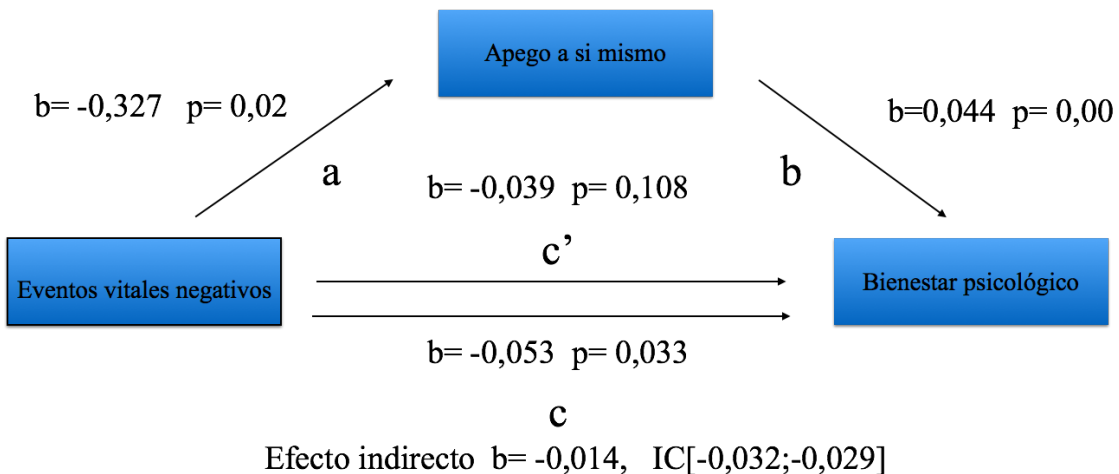 Apego a si mismo
b= -0,327 p= 0,02
b=0,044 p= 0,00
a
b= -0,039 p= 0,108
b
c’
Eventos vitales negativos
Bienestar psicológico
b= -0,053 p= 0,033
c
Efecto indirecto b= -0,014, IC[-0,032;-0,029]